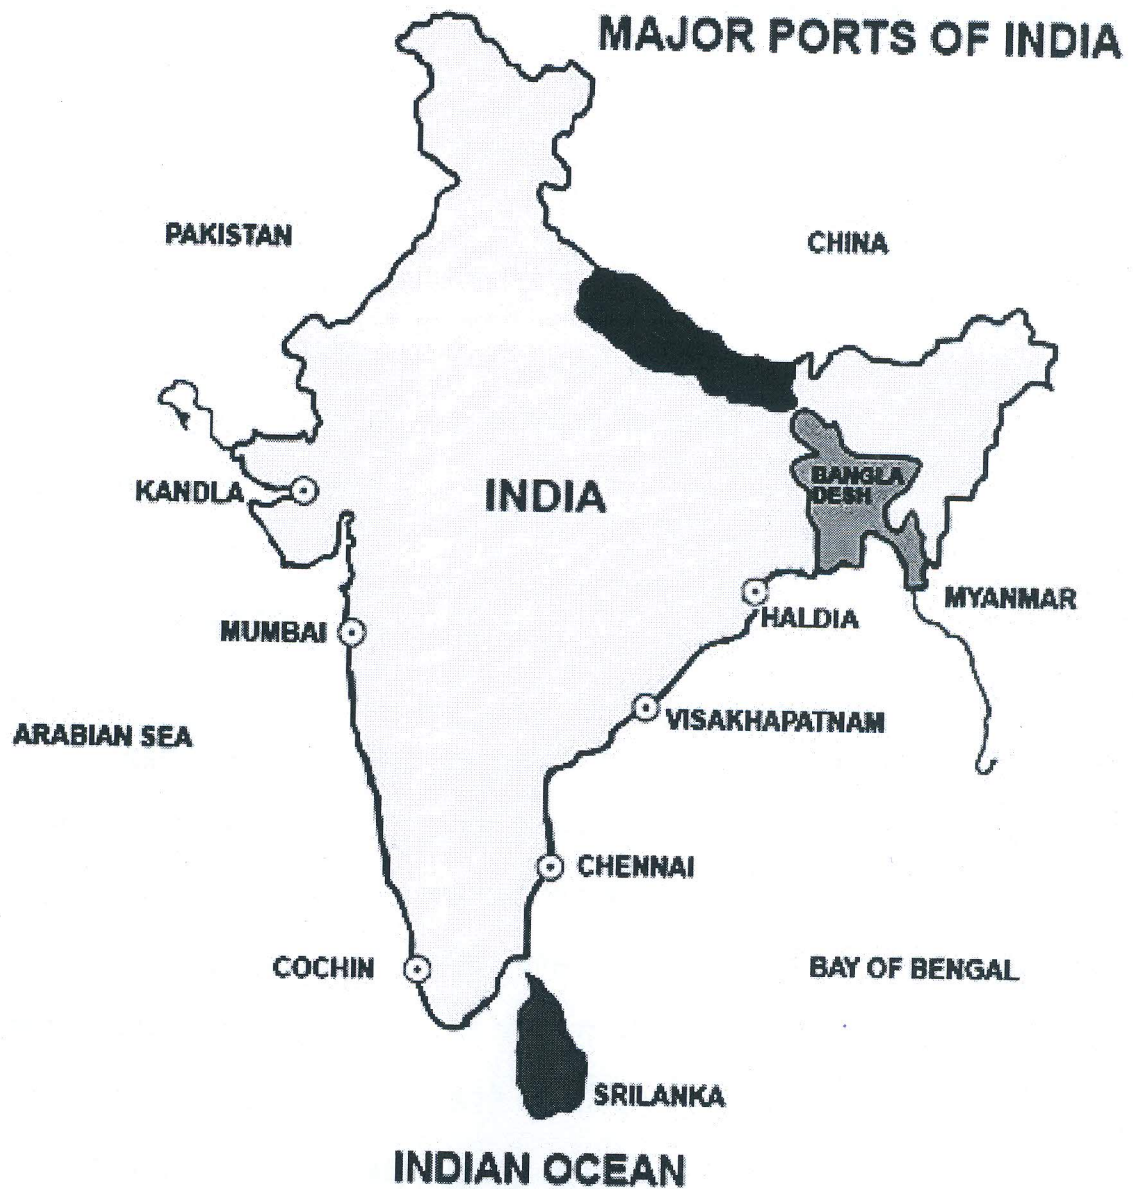 MAJOR PORTS OF INDIA
PAKISTAN
CHINA
KANDLA
INDIA
BANGLA
DESH
MYANMAR
HALDIA
MUMBAI
VISAKHAPATNAM
ARABIAN SEA
CHENNAI
COCHIN
BAY OF BENGAL
SRILANKA
INDIAN OCEAN